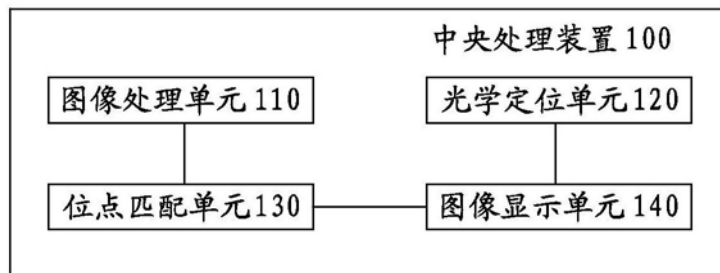 中央处理装置100
图像处理单元110
光学定位单元120
位点匹配单元130
图像显示单元140